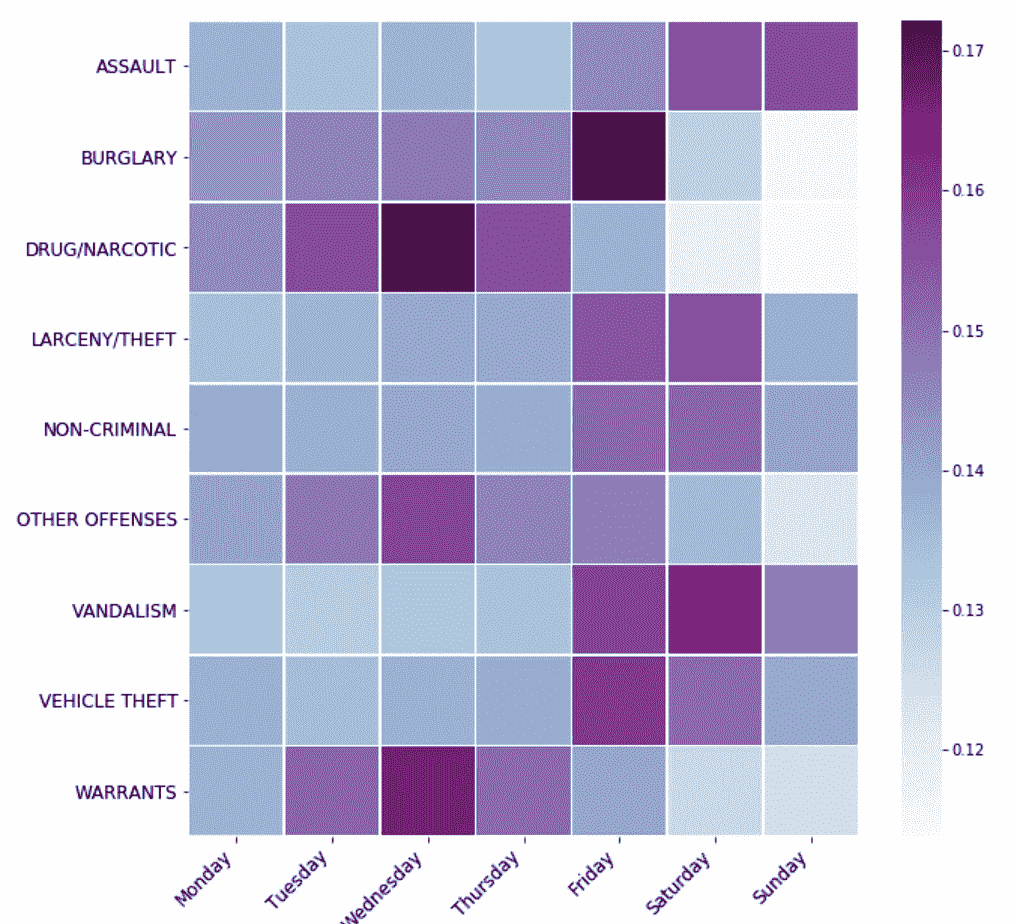 ASSAULT
BURGLARY
DRUG/NARCOTIC
LARCENY/THEFT
NON-CRIMINAL
OTHER OFFENSES
VANDALISM
VEHICLE THEFT
WARRANTS
Monday
Tuesday
Wednesday
Thursday
Friday
Saturday
Sunday
0.17
0.16
0.15
0.14
0.13
0.12